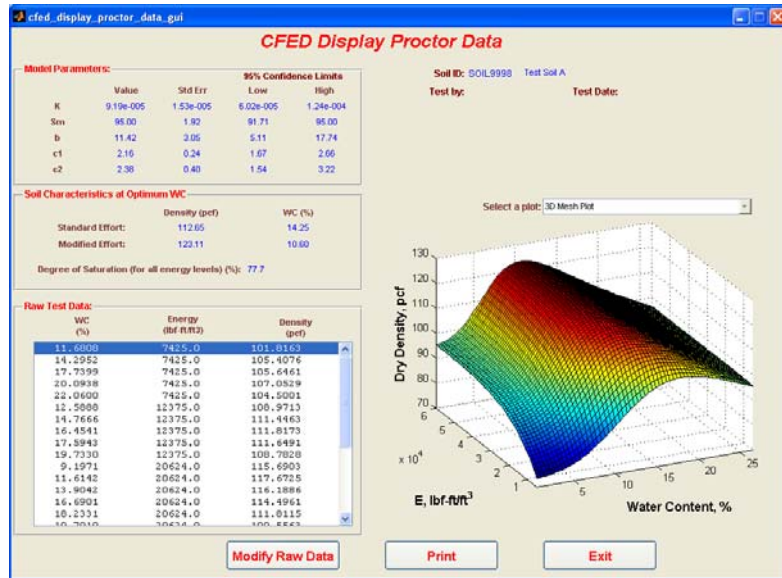 cfed_display_proctor_data_gui
CFED Display Proctor Data
Model Parameters:
95% Confidence Limits
Value Std Err Low High
K 9.19e-005 1.53e-005 6.02e-005 1.24e-004
Sm 95.00 1.92 91.71 95.00
b 11.42 3.05 5.11 17.74
c1 2.16 0.24 1.67 2.66
c2 2.38 0.40 1.54 3.22
Soil ID: SOIL9998 Test Soil A
Test by: Test Date:
Soil Characteristics at Optimum WC
Density (pcf) WC (%)
Standard Effort: 112.65 14.25
Modified Effort: 123.11 10.60
Degree of Saturation (for all energy levels) (%): 77.7
Select a plot: 3D Mesh Plot
Raw Test Data:
WC (%) Energy (lbf-ft/ft3) Density (pcf)
11.6808 7425.0 101.8163
14.2952 7425.0 105.4076
17.7399 7425.0 105.6461
20.0938 7425.0 107.0529
22.0600 7425.0 104.5001
12.5888 12375.0 108.9713
14.7666 12375.0 111.4463
16.4541 12375.0 111.8173
17.5943 12375.0 111.6491
19.7330 12375.0 108.7828
9.1971 20624.0 115.6903
11.6142 20624.0 117.6725
13.9042 20624.0 116.1886
16.6901 20624.0 114.4961
18.2331 20624.0 111.8115
130
120
110
100
90
80
70
Dry Density, pcf
6
5
4
3
2
1
x 10^4
E, lbf-ft/ft^3
5 10 15 20 25
Water Content, %
Modify Raw Data
Print
Exit